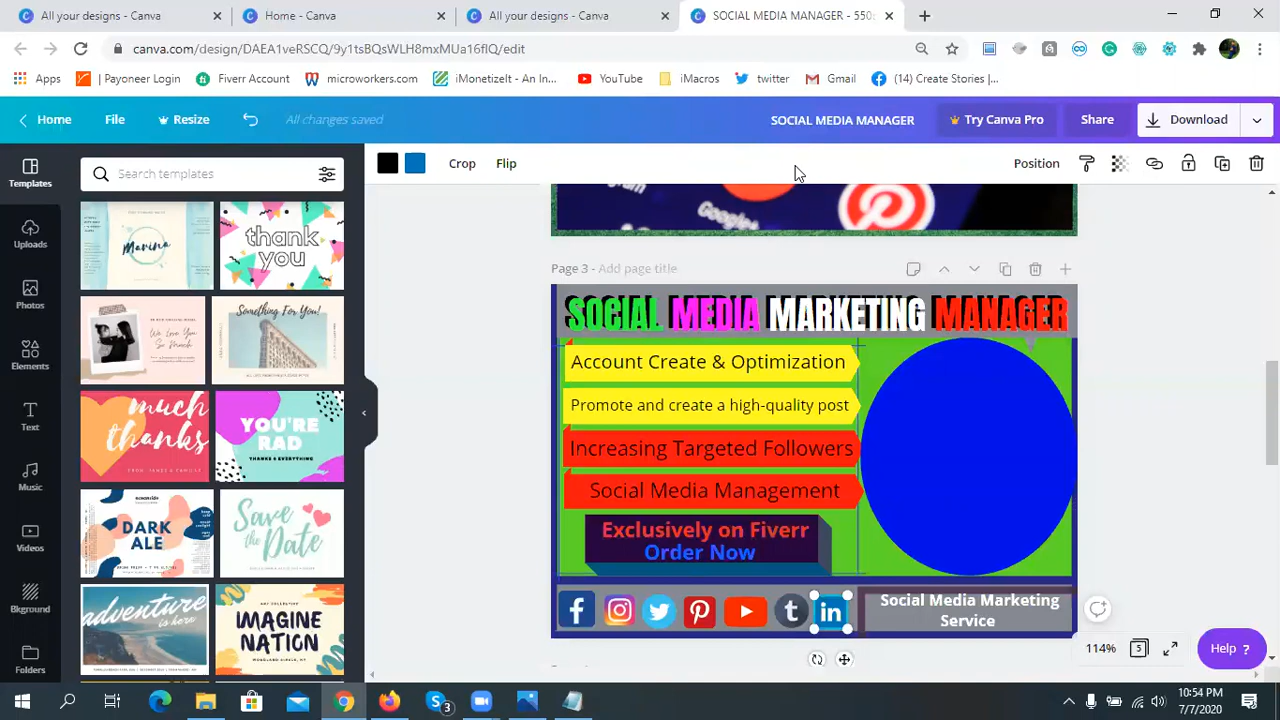 All your designs - Canva
Home - Canva
All your designs - Canva
SOCIAL MEDIA MANAGER - 550
canva.com/design/DAEA1veRSCQ/9y1tsBQsWLH8mxMUa16flQ/edit
Apps
Payoneer Login
Fiverr Account
microworkers.com
MonetizeIt - An In...
YouTube
iMacros
twitter
Gmail
(14) Create Stories |...
Home
File
Resize
All changes saved
SOCIAL MEDIA MANAGER
Try Canva Pro
Share
Download
Templates
Search templates
Crop
Flip
Position
Uploads
Photos
Elements
Text
Music
Videos
Bkground
Folders
Marina
thank
you
Something For You!
We Love You
So Much
much
thanks
YOU'RE
RAD
THANKS & EVERYTHING
DARK
ALE
Save
the
Date
adventure
is here
IMAGINE
NATION
Google
Page 3 - Add page title
SOCIAL MEDIA MARKETING MANAGER
Account Create & Optimization
Promote and create a high-quality post
Increasing Targeted Followers
Social Media Management
Exclusively on Fiverr
Order Now
f
t
in
Social Media Marketing
Service
114%
5
Help ?
3
10:54 PM
7/7/2020